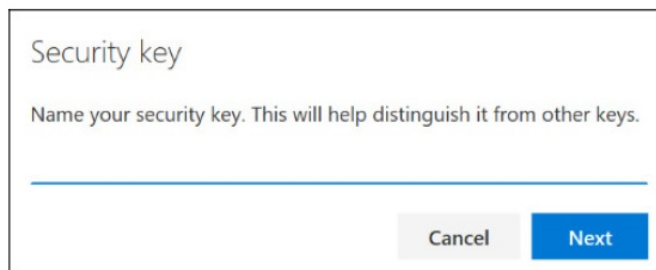 Security key
Name your security key. This will help distinguish it from other keys.
Cancel
Next